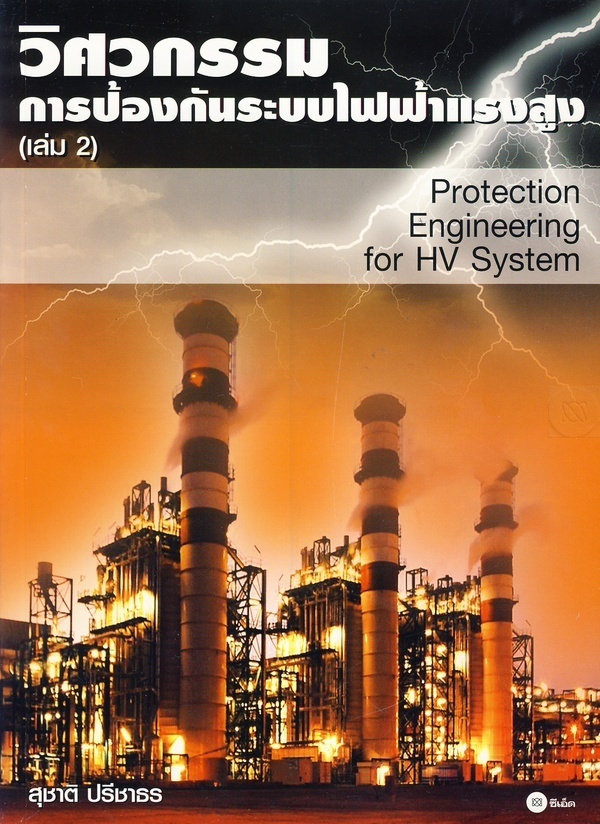 วิศวกรรม
การป้องกันระบบไฟฟ้าแรงสูง
(เล่ม 2)
Protection
Engineering
for HV System
สุชาติ ปรีชาธร
ซีเอ็ด